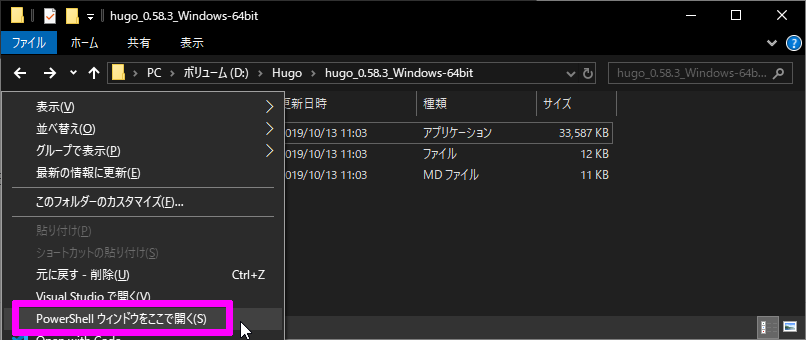 hugo_0.58.3_Windows-64bit
ファイル ホーム 共有 表示
PC ボリューム (D:) Hugo hugo_0.58.3_Windows-64bit hugo_0.58.3_Windows-64b...
更新日時 種類 サイズ
2019/10/13 11:03 アプリケーション 33,587 KB
2019/10/13 11:03 ファイル 12 KB
2019/10/13 11:03 MD ファイル 11 KB
表示(V)
並べ替え(O)
グループで表示(P)
最新の情報に更新(E)
このフォルダーのカスタマイズ(F)...
貼り付け(P)
ショートカットの貼り付け(S)
元に戻す - 削除(U) Ctrl+Z
Visual Studio で開く(V)
PowerShell ウィンドウをここで開く(S)
Open with Code